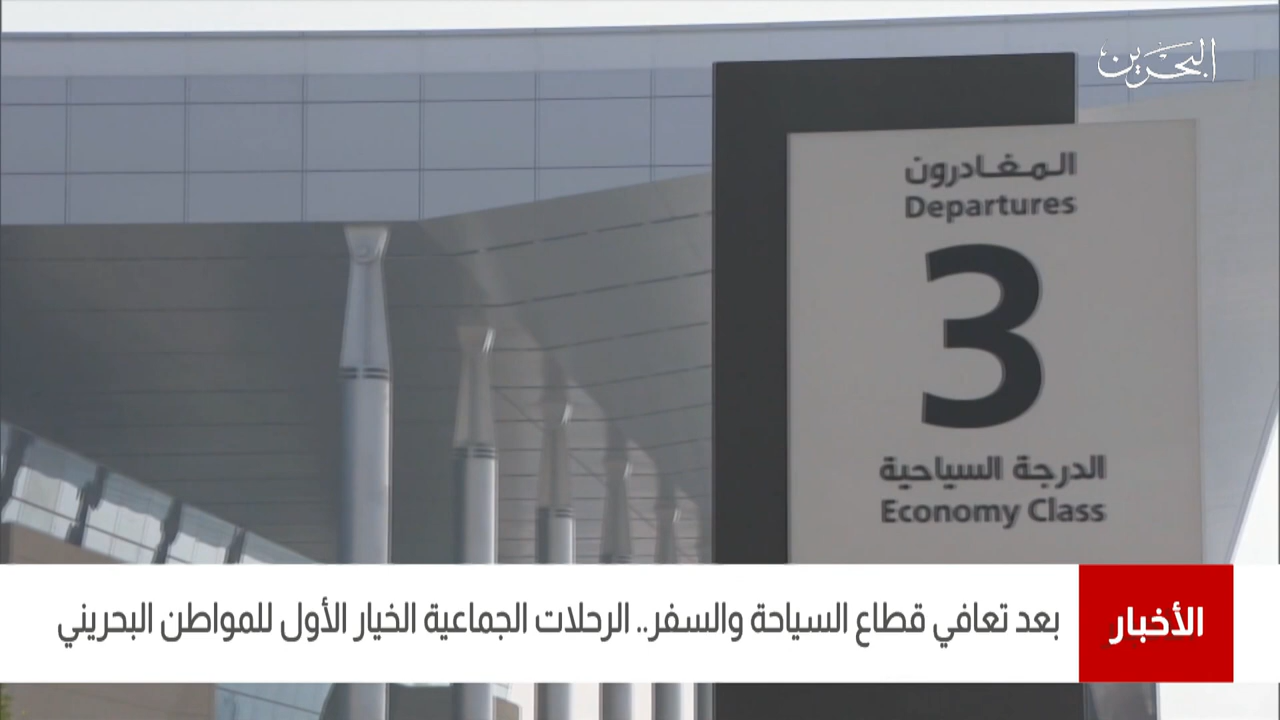 البحرين
المغادرون
Departures
3
الدرجة السياحية
Economy Class
الأخبار
بعد تعافي قطاع السياحة والسفر.. الرحلات الجماعية الخيار الأول للمواطن البحريني